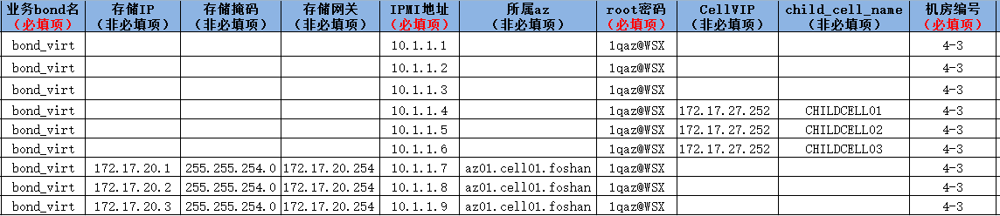 业务bond名 存储IP 存储掩码 存储网关 IPMI地址 所属az root密码 CellVIP child_cell_name 机房编号
（必填项） （非必填项） （非必填项） （非必填项） （必填项） （非必填项） （必填项） （非必填项） （非必填项） （必填项）
bond_virt 10.1.1.1 1qaz@WSX 4-3
bond_virt 10.1.1.2 1qaz@WSX 4-3
bond_virt 10.1.1.3 1qaz@WSX 4-3
bond_virt 10.1.1.4 1qaz@WSX 172.17.27.252 CHILDCELL01 4-3
bond_virt 10.1.1.5 1qaz@WSX 172.17.27.252 CHILDCELL02 4-3
bond_virt 10.1.1.6 1qaz@WSX 172.17.27.252 CHILDCELL03 4-3
bond_virt 172.17.20.1 255.255.254.0 172.17.20.254 10.1.1.7 az01.cell01.foshan 1qaz@WSX 4-3
bond_virt 172.17.20.2 255.255.254.0 172.17.20.254 10.1.1.8 az01.cell01.foshan 1qaz@WSX 4-3
bond_virt 172.17.20.3 255.255.254.0 172.17.20.254 10.1.1.9 az01.cell01.foshan 1qaz@WSX 4-3